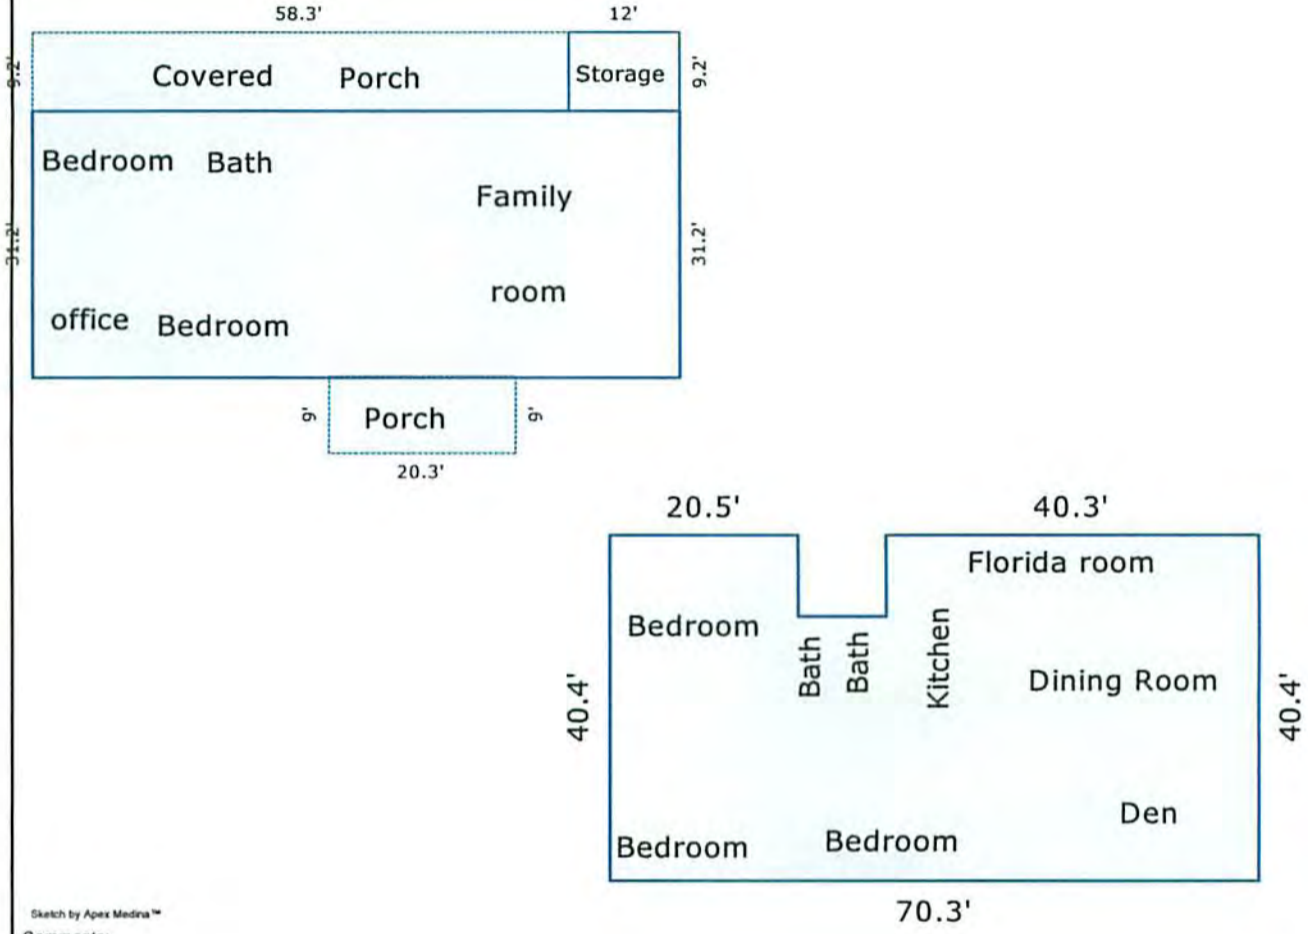 58.3' 12'
9.2' Covered Porch Storage 9.2'
Bedroom Bath
Family
31.2' 31.2'
room
office Bedroom
9' Porch 9'
20.3'
20.5' 40.3'
Florida room
Bedroom
Bath Bath Kitchen
Dining Room
40.4' 40.4'
Den
Bedroom Bedroom
70.3'
Sketch by Apex Medina™